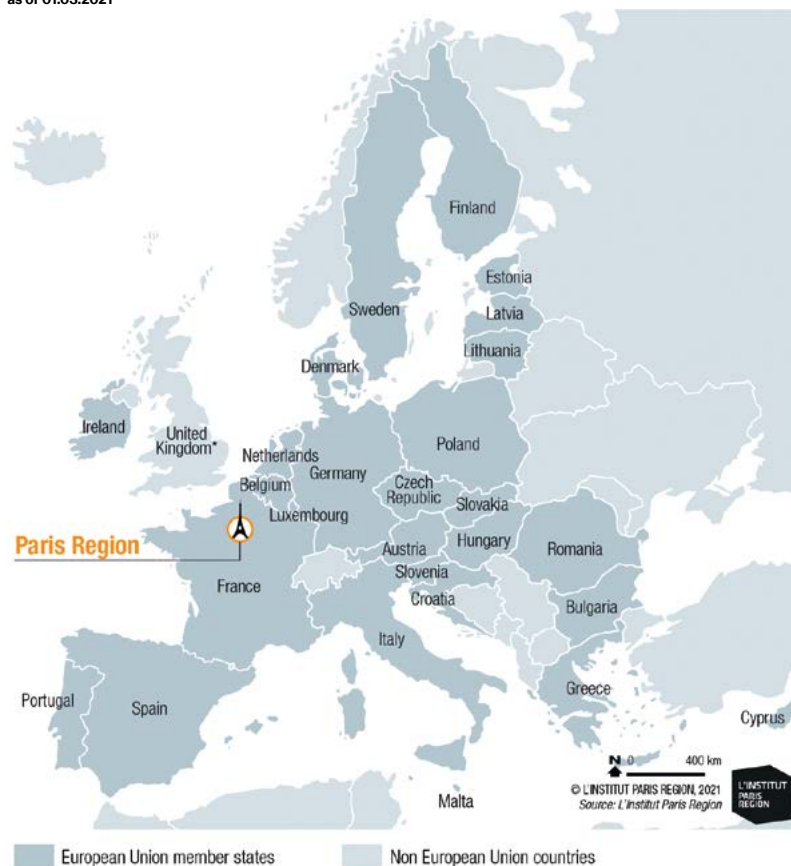 as of 01.03.2021
Finland
Estonia
Sweden
Latvia
Lithuania
Denmark
Ireland
United
Kingdom*
Netherlands
Poland
Germany
Belgium
Czech
Republic
Slovakia
Luxembourg
Paris Region
Austria
Hungary
Romania
Slovenia
France
Croatia
Bulgaria
Italy
Portugal
Spain
Greece
Cyprus
N 0 400 km
© L'INSTITUT PARIS REGION, 2021
Source: L'Institut Paris Region
L'INSTITUT
PARIS
REGION
Malta
European Union member states
Non European Union countries